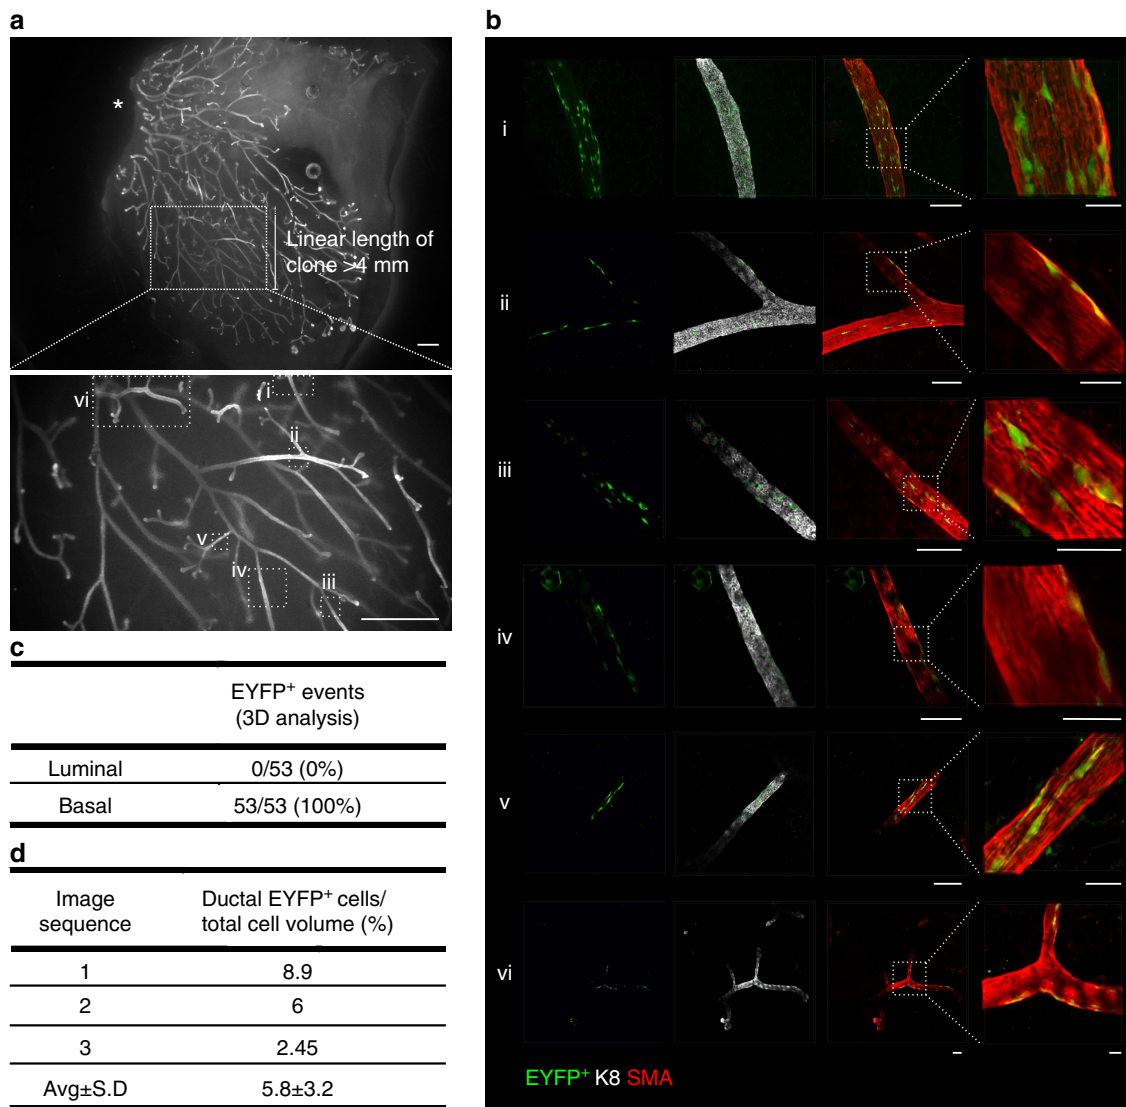 a
*
Linear length of
clone >4 mm
vi
i
ii
v
iv
iii
b
i
ii
iii
iv
v
vi
EYFP+ K8 SMA
c
EYFP+ events
(3D analysis)
Luminal 0/53 (0%)
Basal 53/53 (100%)
d
Image Ductal EYFP+ cells/
sequence total cell volume (%)
1 8.9
2 6
3 2.45
Avg±S.D 5.8±3.2